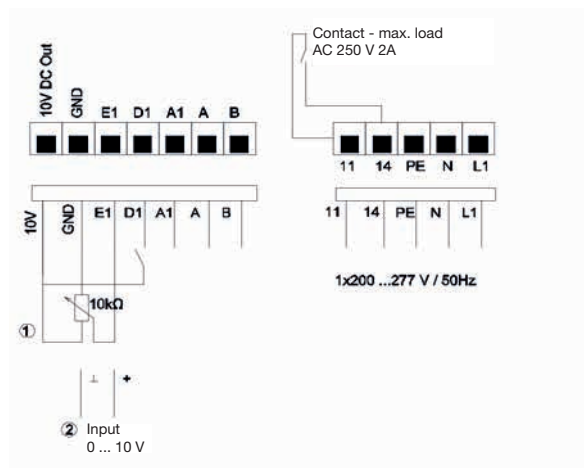 Contact - max. load
AC 250 V 2A
10V DC Out
GND
E1 D1 A1 A B
11 14 PE N L1
10V
GND
E1 D1 A1 A B
11 14 PE N L1
1x200 ...277 V / 50Hz
10kΩ
①
⊥ +
② Input
0 ... 10 V